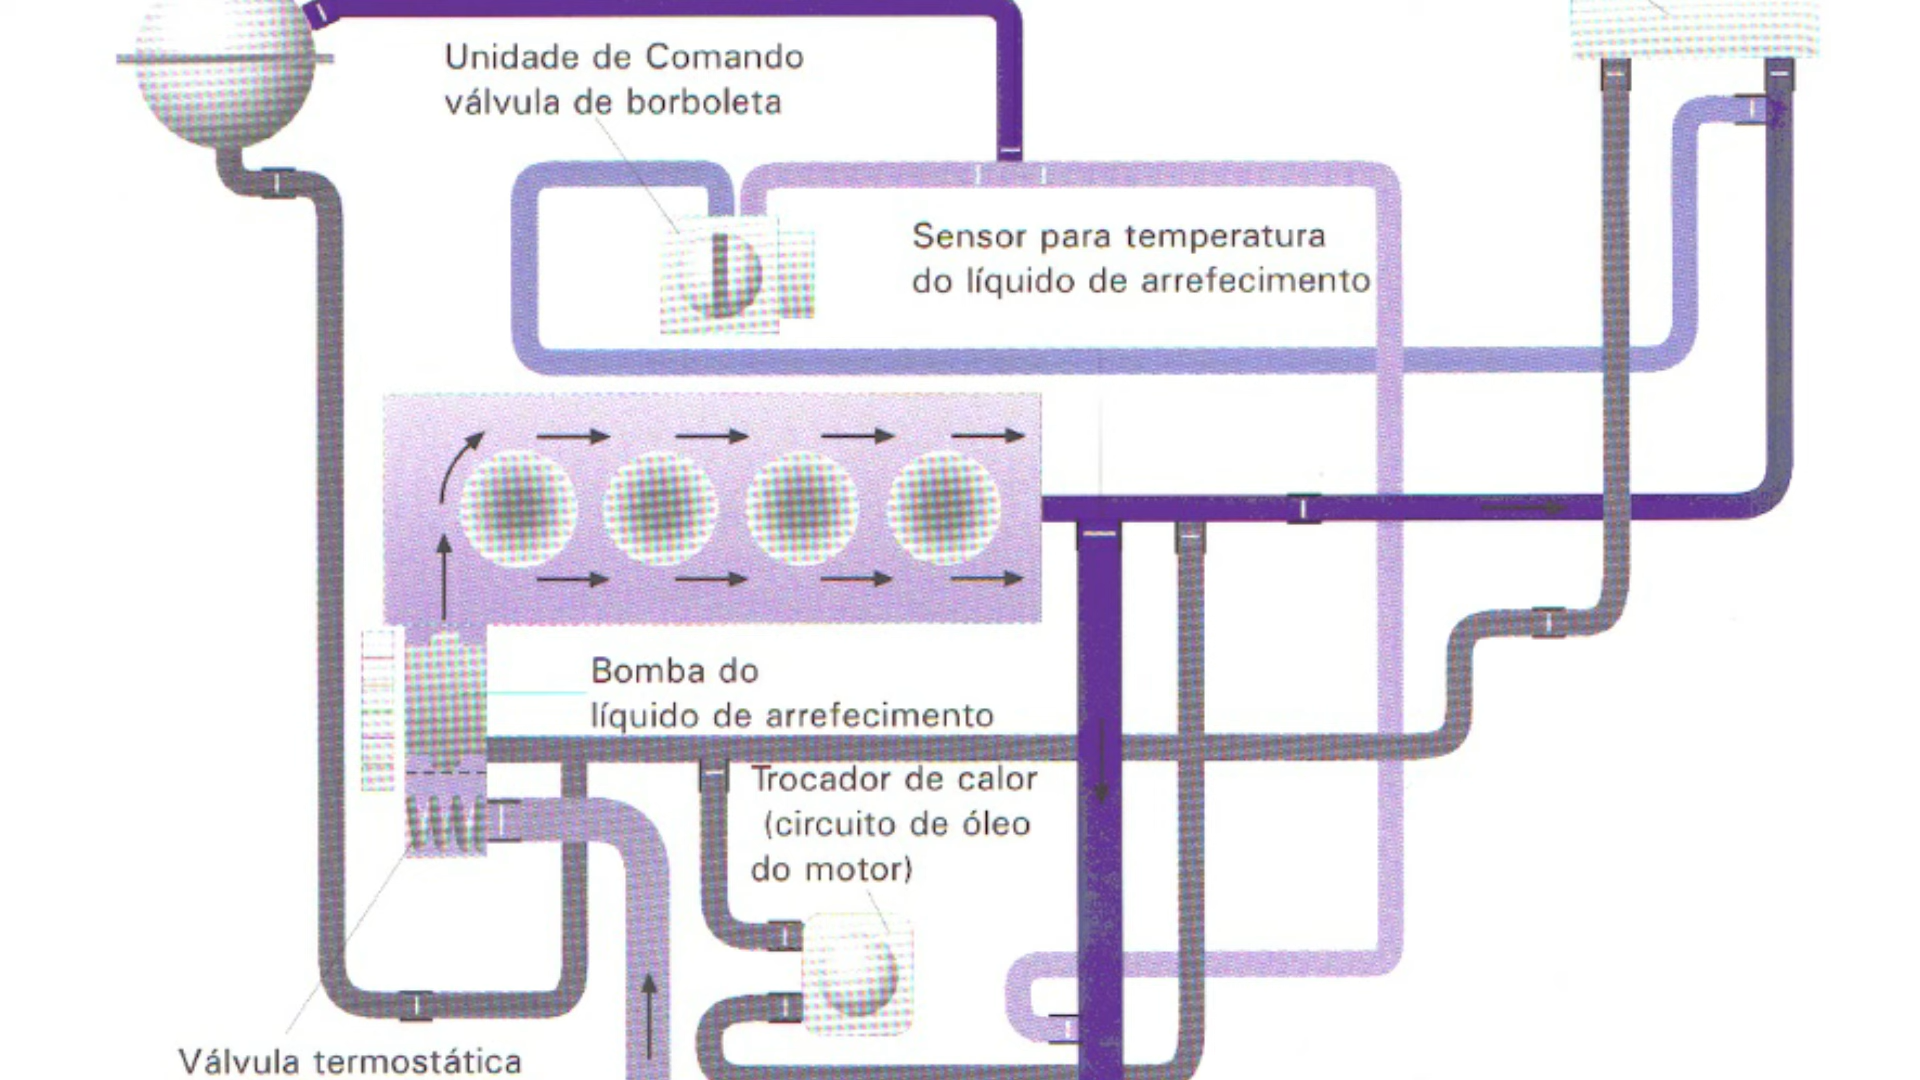 Unidade de Comando
válvula de borboleta
Sensor para temperatura
do líquido de arrefecimento
Bomba do
líquido de arrefecimento
Trocador de calor
(circuito de óleo
do motor)
Válvula termostática